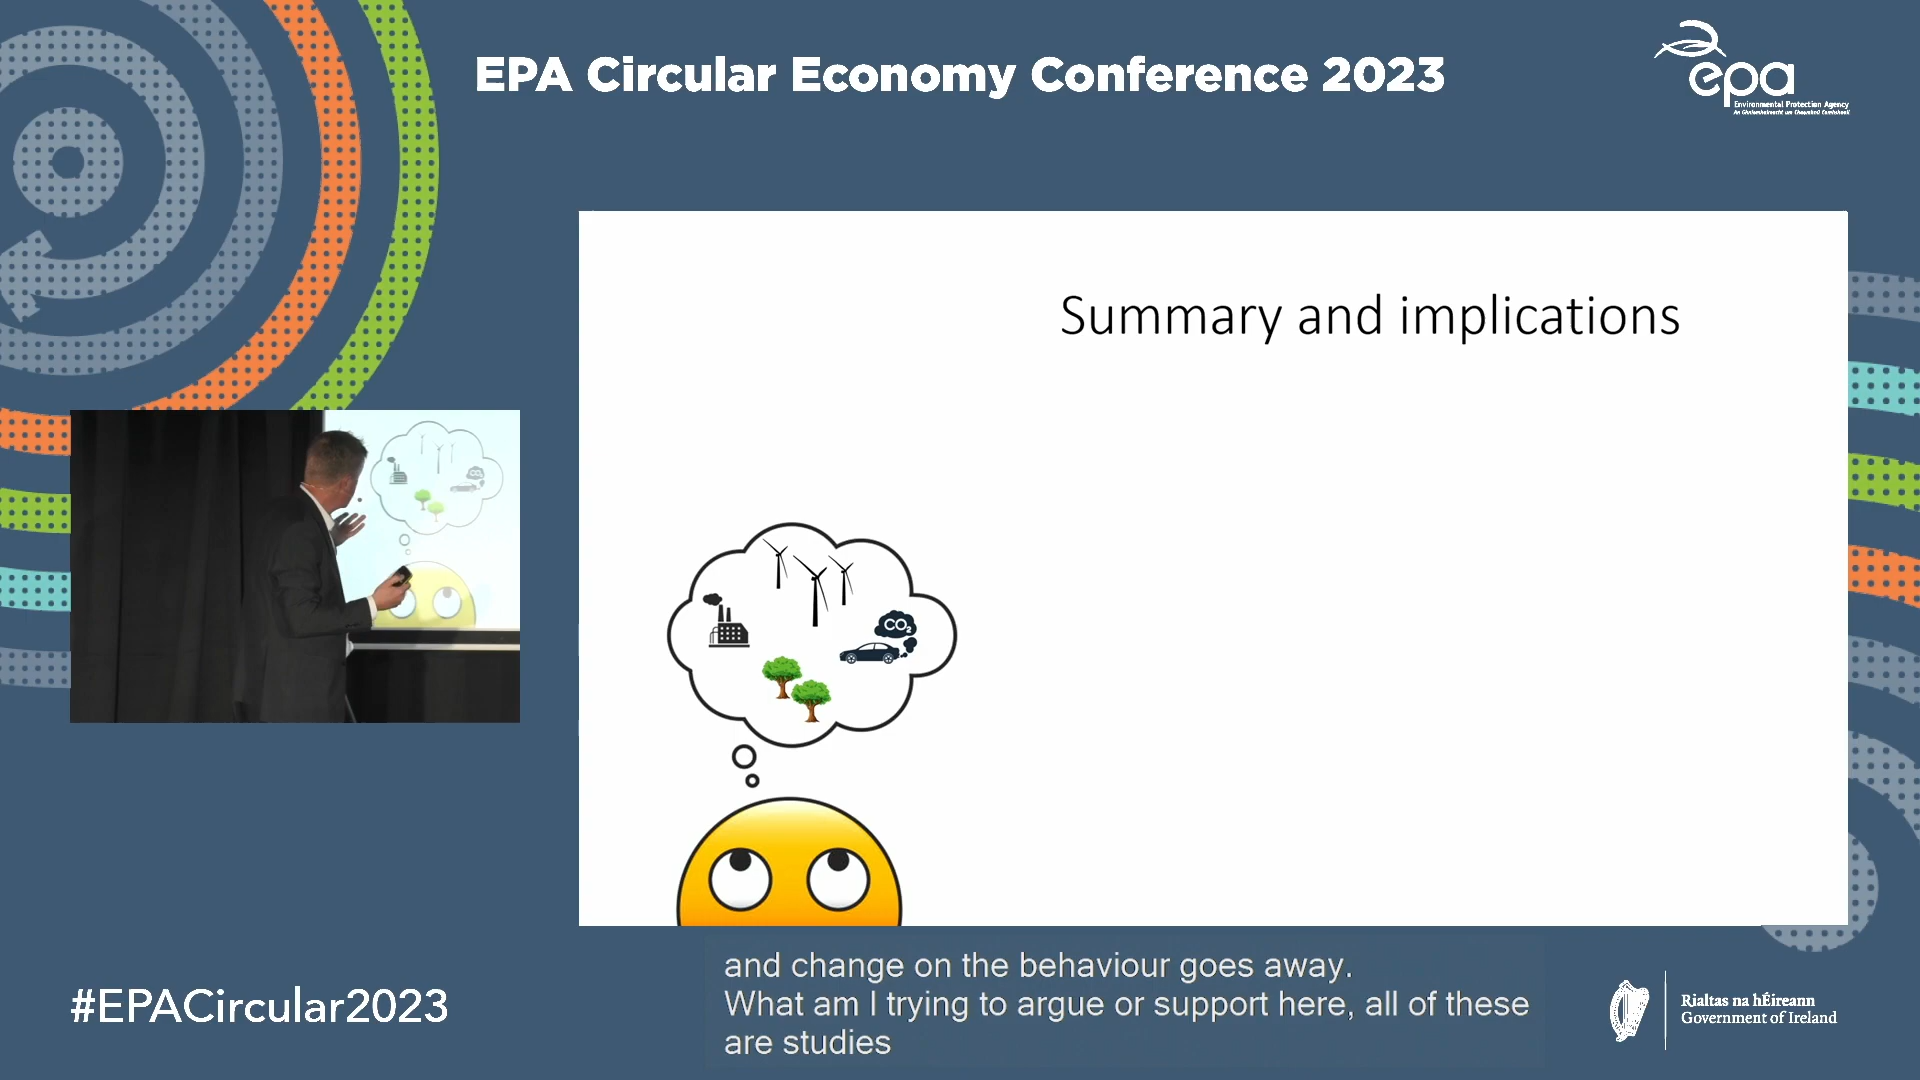 EPA Circular Economy Conference 2023
epa
Environmental Protection Agency
An Ghníomhaireacht um Chaomhnú Comhshaoil
Summary and implications
CO2
and change on the behaviour goes away.
What am I trying to argue or support here, all of these
are studies
#EPACircular2023
Rialtas na hÉireann
Government of Ireland